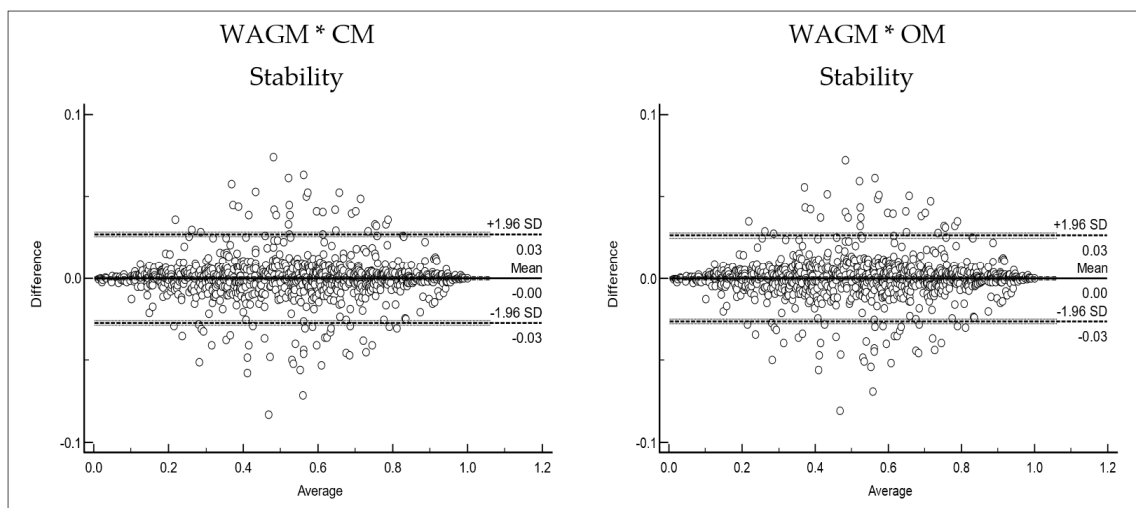 WAGM * CM
Stability
0.1
0.0
-0.1
Difference
+1.96 SD
0.03
Mean
-0.00
-1.96 SD
-0.03
0.0 0.2 0.4 0.6 0.8 1.0 1.2
Average
WAGM * OM
Stability
0.1
0.0
-0.1
Difference
+1.96 SD
0.03
Mean
0.00
-1.96 SD
-0.03
0.0 0.2 0.4 0.6 0.8 1.0 1.2
Average